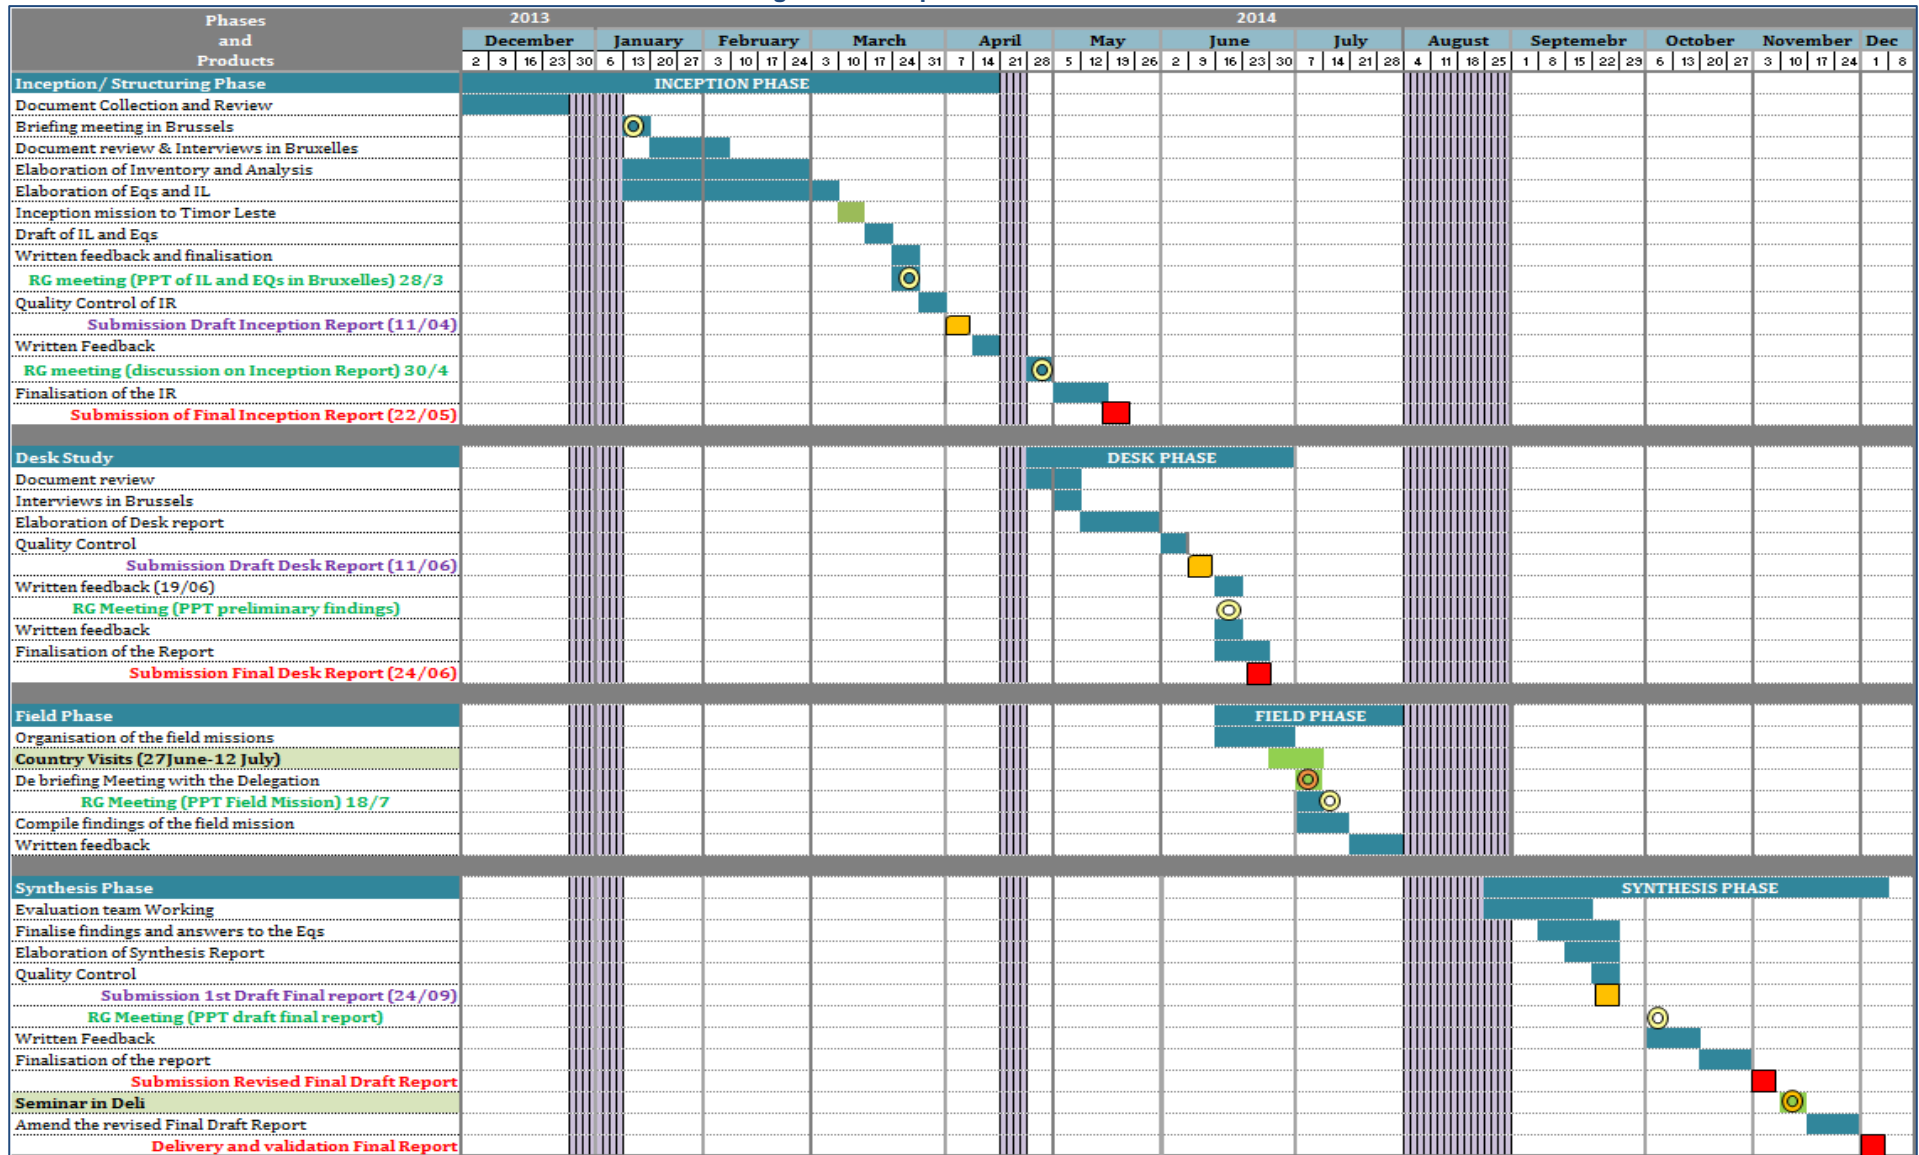 Phases
and
Products
2013
2014
December January February March April May June July August Septemebr October November Dec
2 9 16 23 30 6 13 20 27 3 10 17 24 3 10 17 24 31 7 14 21 28 5 12 19 26 2 9 16 23 30 7 14 21 28 4 11 18 25 1 8 15 22 29 6 13 20 27 3 10 17 24 1 8
Inception/ Structuring Phase
INCEPTION PHASE
Document Collection and Review
Briefing meeting in Brussels
Document review & Interviews in Bruxelles
Elaboration of Inventory and Analysis
Elaboration of Eqs and IL
Inception mission to Timor Leste
Draft of IL and Eqs
Written feedback and finalisation
RG meeting (PPT of IL and EQs in Bruxelles) 28/3
Quality Control of IR
Submission Draft Inception Report (11/04)
Written Feedback
RG meeting (discussion on Inception Report) 30/4
Finalisation of the IR
Submission of Final Inception Report (22/05)
Desk Study
DESK PHASE
Document review
Interviews in Brussels
Elaboration of Desk report
Quality Control
Submission Draft Desk Report (11/06)
Written feedback (19/06)
RG Meeting (PPT preliminary findings)
Written feedback
Finalisation of the Report
Submission Final Desk Report (24/06)
Field Phase
FIELD PHASE
Organisation of the field missions
Country Visits (27June-12 July)
De briefing Meeting with the Delegation
RG Meeting (PPT Field Mission) 18/7
Compile findings of the field mission
Written feedback
Synthesis Phase
SYNTHESIS PHASE
Evaluation team Working
Finalise findings and answers to the Eqs
Elaboration of Synthesis Report
Quality Control
Submission 1st Draft Final report (24/09)
RG Meeting (PPT draft final report)
Written Feedback
Finalisation of the report
Submission Revised Final Draft Report
Seminar in Deli
Amend the revised Final Draft Report
Delivery and validation Final Report